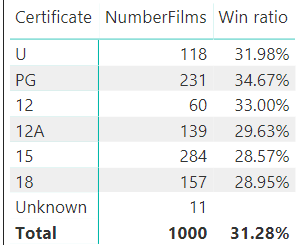 Certificate NumberFilms Win ratio
U 118 31.98%
PG 231 34.67%
12 60 33.00%
12A 139 29.63%
15 284 28.57%
18 157 28.95%
Unknown 11
Total 1000 31.28%